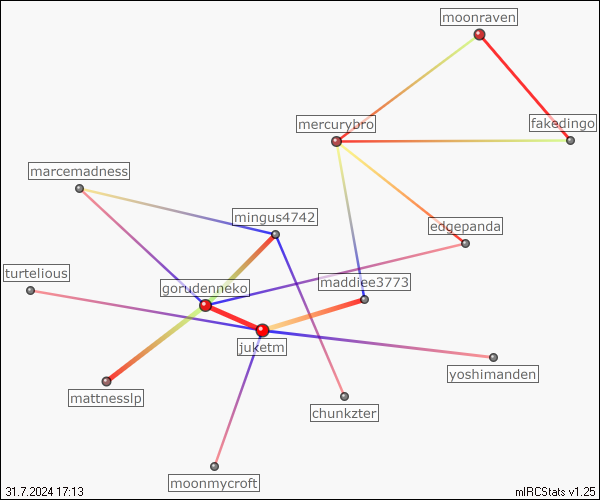 moonraven
mercurybro
fakedingo
marcemadness
mingus4742
edgepanda
turtelious
gorudenneko
maddiee3773
juketm
yoshimanden
mattnesslp
chunkzter
moonmycroft
31.7.2024 17:13
mIRCStats v1.25